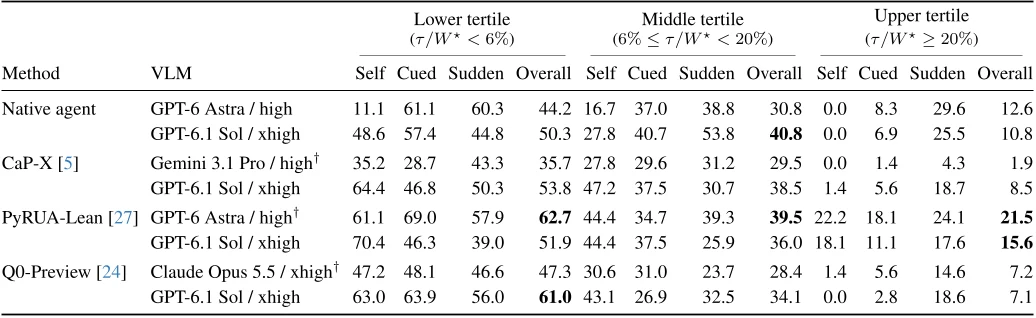 Lower tertile Middle tertile Upper tertile
(τ/W⋆ < 6%) (6% ≤ τ/W⋆ < 20%) (τ/W⋆ ≥ 20%)
Method VLM Self Cued Sudden Overall Self Cued Sudden Overall Self Cued Sudden Overall
Native agent GPT-6 Astra / high 11.1 61.1 60.3 44.2 16.7 37.0 38.8 30.8 0.0 8.3 29.6 12.6
GPT-6.1 Sol / xhigh 48.6 57.4 44.8 50.3 27.8 40.7 53.8 40.8 0.0 6.9 25.5 10.8
CaP-X [5] Gemini 3.1 Pro / high† 35.2 28.7 43.3 35.7 27.8 29.6 31.2 29.5 0.0 1.4 4.3 1.9
GPT-6.1 Sol / xhigh 64.4 46.8 50.3 53.8 47.2 37.5 30.7 38.5 1.4 5.6 18.7 8.5
PyRUA-Lean [27] GPT-6 Astra / high† 61.1 69.0 57.9 62.7 44.4 34.7 39.3 39.5 22.2 18.1 24.1 21.5
GPT-6.1 Sol / xhigh 70.4 46.3 39.0 51.9 44.4 37.5 25.9 36.0 18.1 11.1 17.6 15.6
Q0-Preview [24] Claude Opus 5.5 / xhigh† 47.2 48.1 46.6 47.3 30.6 31.0 23.7 28.4 1.4 5.6 14.6 7.2
GPT-6.1 Sol / xhigh 63.0 63.9 56.0 61.0 43.1 26.9 32.5 34.1 0.0 2.8 18.6 7.1